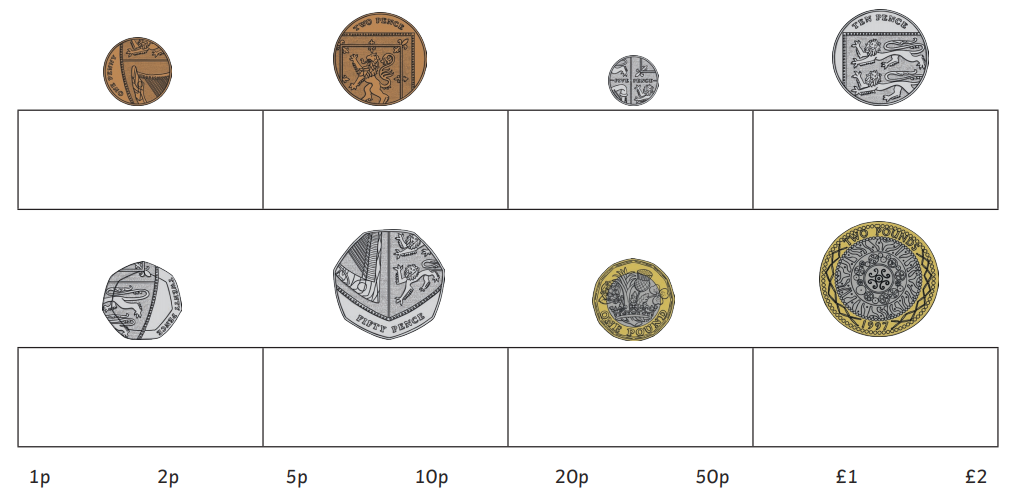 ONE PENNY
TWO PENCE
FIVE PENCE
TEN PENCE
TWENTY PENCE
FIFTY PENCE
ONE POUND
TWO POUNDS
1997
1p 2p 5p 10p 20p 50p £1 £2